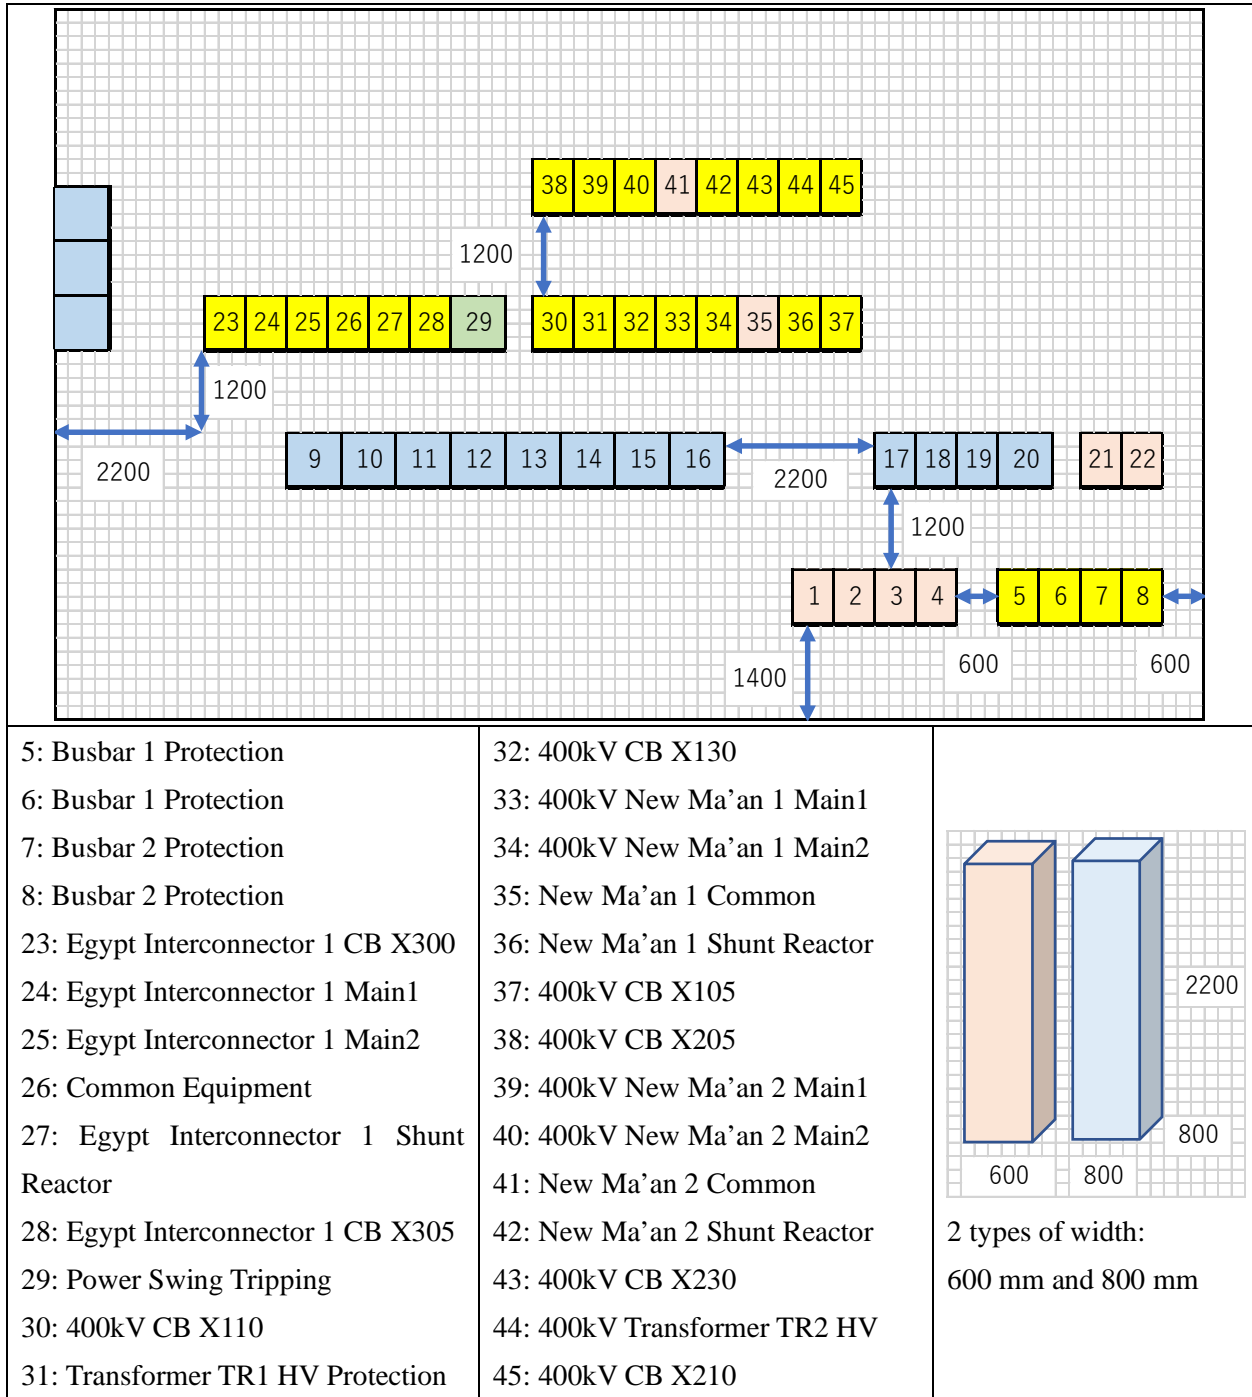 38 39 40 41 42 43 44 45
1200
23 24 25 26 27 28 29 30 31 32 33 34 35 36 37
1200
2200
9 10 11 12 13 14 15 16
2200
17 18 19 20 21 22
1200
1 2 3 4 5 6 7 8
1400
600
600
5: Busbar 1 Protection
6: Busbar 1 Protection
7: Busbar 2 Protection
8: Busbar 2 Protection
23: Egypt Interconnector 1 CB X300
24: Egypt Interconnector 1 Main1
25: Egypt Interconnector 1 Main2
26: Common Equipment
27: Egypt Interconnector 1 Shunt
Reactor
28: Egypt Interconnector 1 CB X305
29: Power Swing Tripping
30: 400kV CB X110
31: Transformer TR1 HV Protection
32: 400kV CB X130
33: 400kV New Ma’an 1 Main1
34: 400kV New Ma’an 1 Main2
35: New Ma’an 1 Common
36: New Ma’an 1 Shunt Reactor
37: 400kV CB X105
38: 400kV CB X205
39: 400kV New Ma’an 2 Main1
40: 400kV New Ma’an 2 Main2
41: New Ma’an 2 Common
42: New Ma’an 2 Shunt Reactor
43: 400kV CB X230
44: 400kV Transformer TR2 HV
45: 400kV CB X210
2200
800
600 800
2 types of width:
600 mm and 800 mm